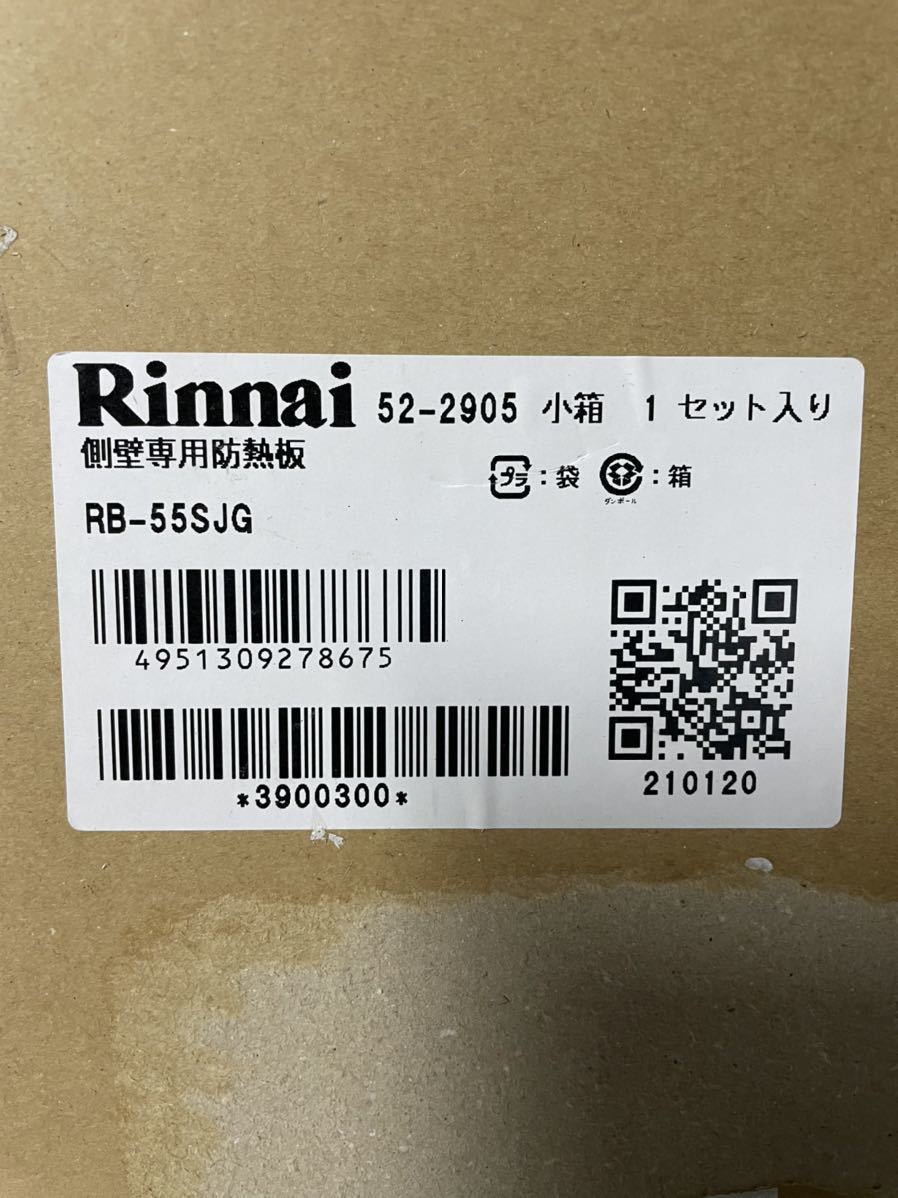 Rinnai 52-2905 小箱 1 セット入り
側壁専用防熱板
プラ:袋 ダンボール:箱
RB-55SJG
4951309278675
*3900300*
210120